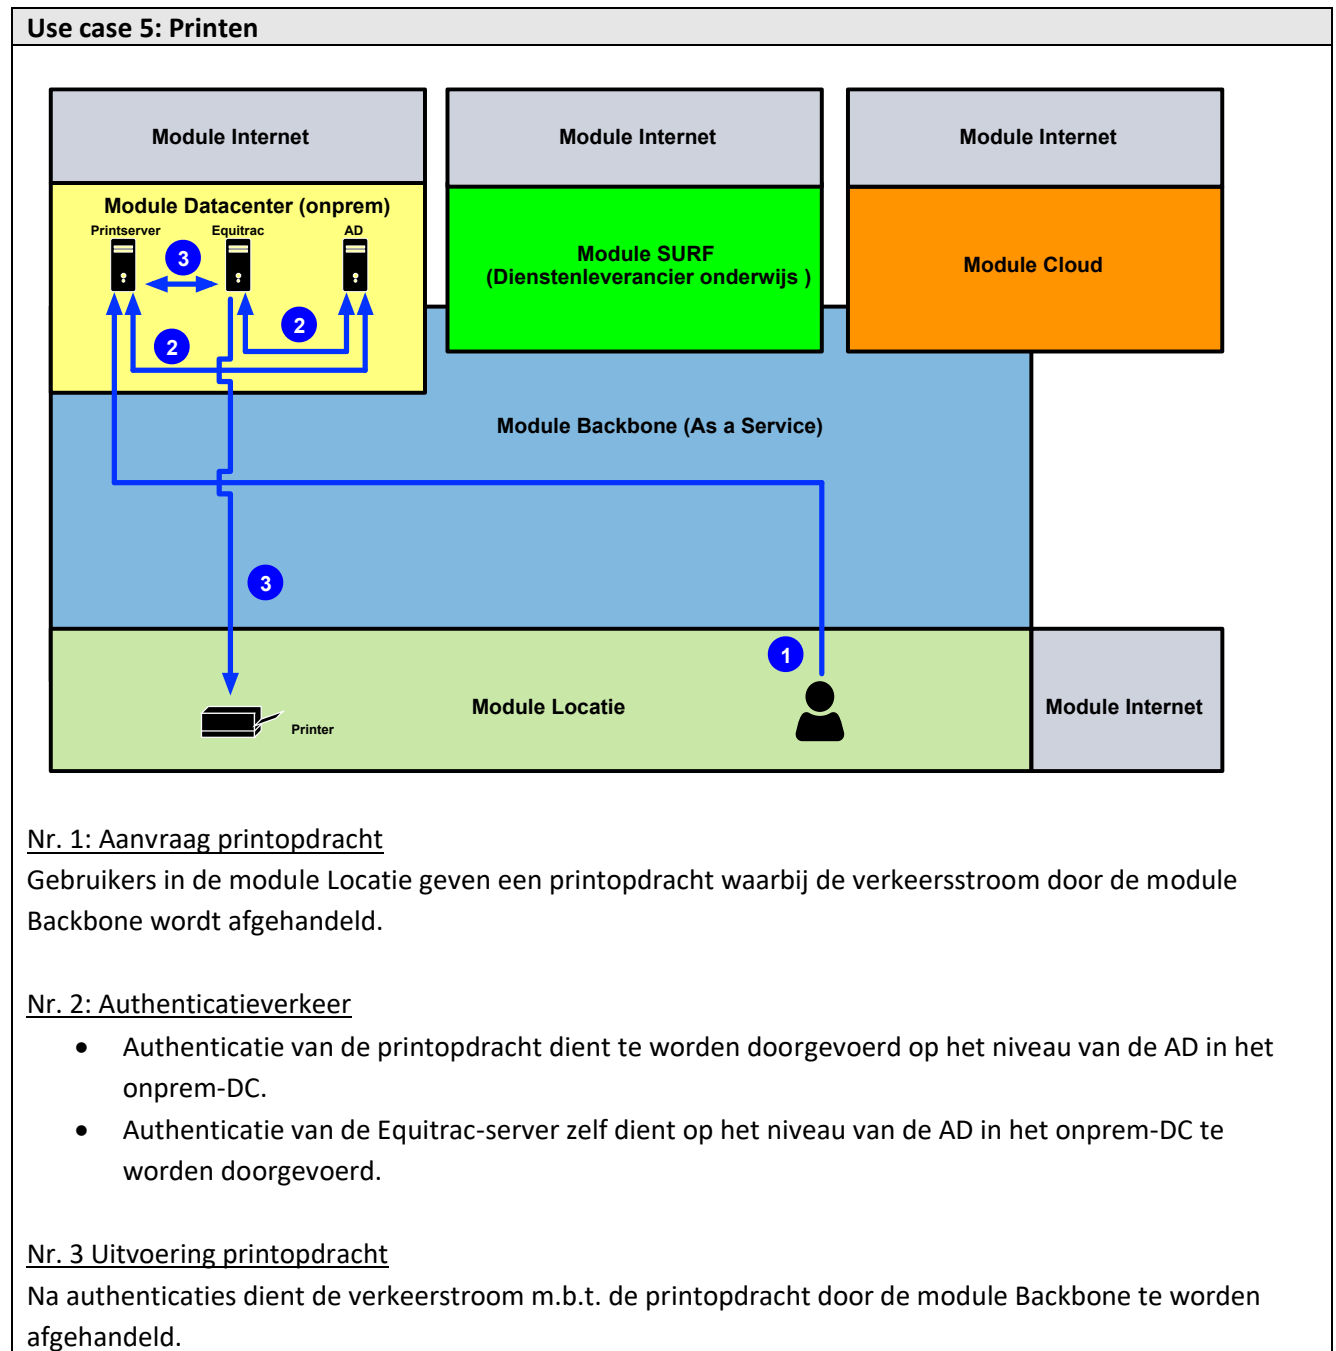 Use case 5: Printen
Module Internet
Module Internet
Module Internet
Module Datacenter (onprem)
Printserver
Equitrac
AD
3
2
2
Module SURF
(Dienstenleverancier onderwijs )
Module Cloud
Module Backbone (As a Service)
3
1
Module Locatie
Printer
Module Internet
Nr. 1: Aanvraag printopdracht
Gebruikers in de module Locatie geven een printopdracht waarbij de verkeersstroom door de module
Backbone wordt afgehandeld.
Nr. 2: Authenticatieverkeer
• Authenticatie van de printopdracht dient te worden doorgevoerd op het niveau van de AD in het
onprem-DC.
• Authenticatie van de Equitrac-server zelf dient op het niveau van de AD in het onprem-DC te
worden doorgevoerd.
Nr. 3 Uitvoering printopdracht
Na authenticaties dient de verkeerstroom m.b.t. de printopdracht door de module Backbone te worden
afgehandeld.